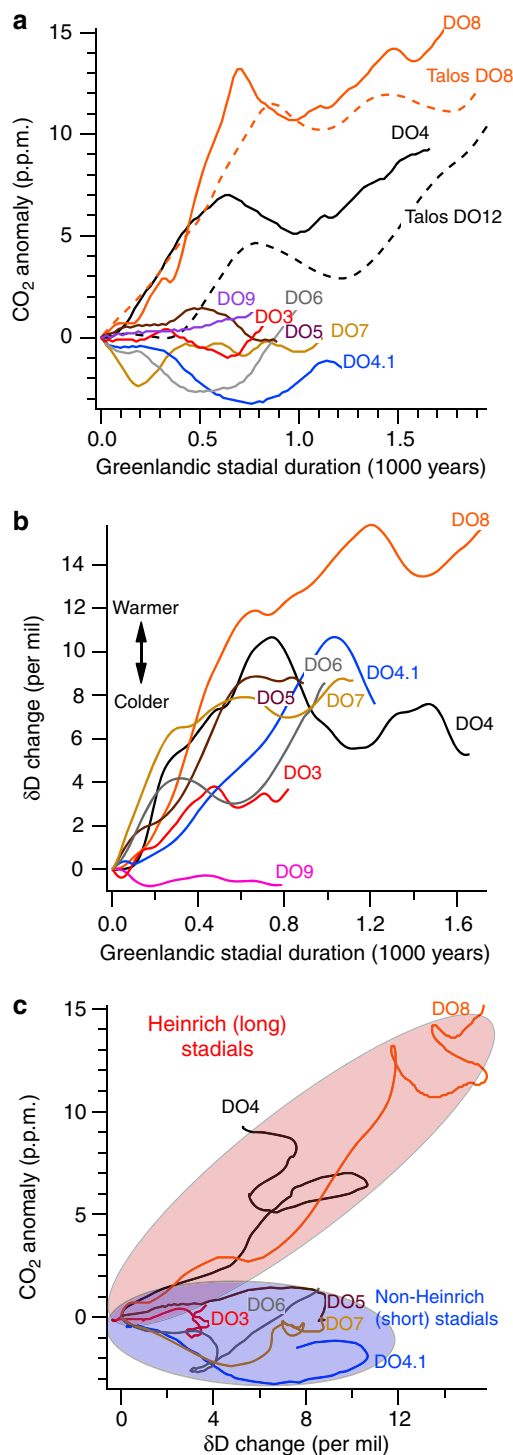 a
15
10
5
0
CO2 anomaly (p.p.m.)
DO8
Talos DO8
DO4
Talos DO12
DO9
DO6
DO3
DO5
DO7
DO4.1
0.0
0.5
1.0
1.5
Greenlandic stadial duration (1000 years)
b
14
12
10
8
6
4
2
0
δD change (per mil)
Warmer
Colder
DO8
DO6
DO4.1
DO5
DO7
DO4
DO3
DO9
0.0
0.4
0.8
1.2
1.6
Greenlandic stadial duration (1000 years)
c
15
10
5
0
CO2 anomaly (p.p.m.)
Heinrich (long)
stadials
DO8
DO4
DO6
DO5
DO3
DO7
DO4.1
Non-Heinrich
(short) stadials
0
4
8
12
δD change (per mil)